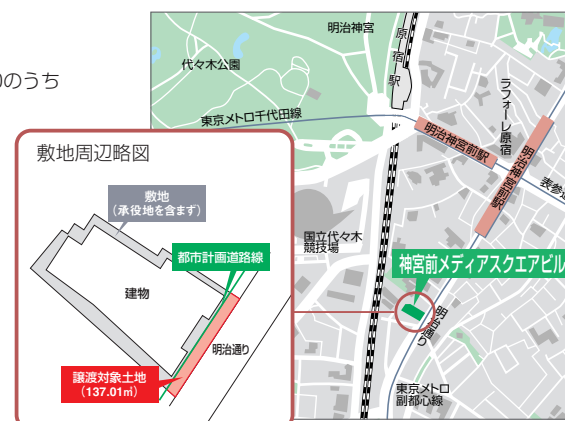 のうち
敷地周辺略図
敷地
（承役地を含まず）
都市計画道路線
建物
明治通り
譲渡対象土地
（137.01㎡）
明治神宮
原宿駅
代々木公園
東京メトロ千代田線
明治神宮前駅
ラフォーレ原宿
明治神宮前駅
表参道
国立代々木
競技場
神宮前メディアスクエアビル
明治通り
東京メトロ
副都心線